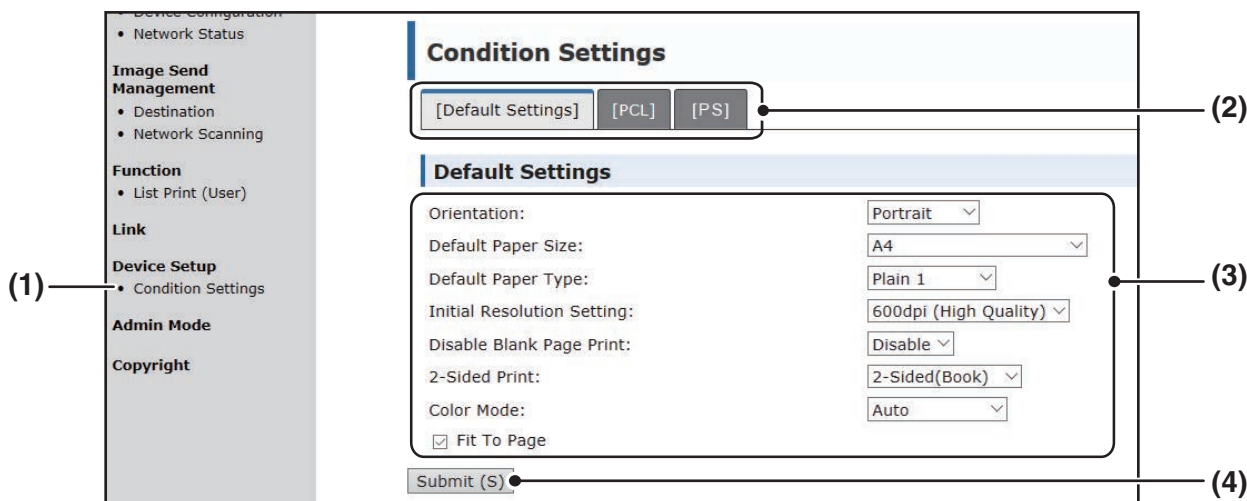 Device Configuration
• Network Status
Image Send
Management
• Destination
• Network Scanning
Function
• List Print (User)
Link
Device Setup
(1)
• Condition Settings
Admin Mode
Copyright
Condition Settings
[Default Settings] [PCL] [PS]
(2)
Default Settings
Orientation: Portrait
Default Paper Size: A4
Default Paper Type: Plain 1
(3)
Initial Resolution Setting: 600dpi (High Quality)
Disable Blank Page Print: Disable
2-Sided Print: 2-Sided(Book)
Color Mode: Auto
Fit To Page
Submit (S)
(4)